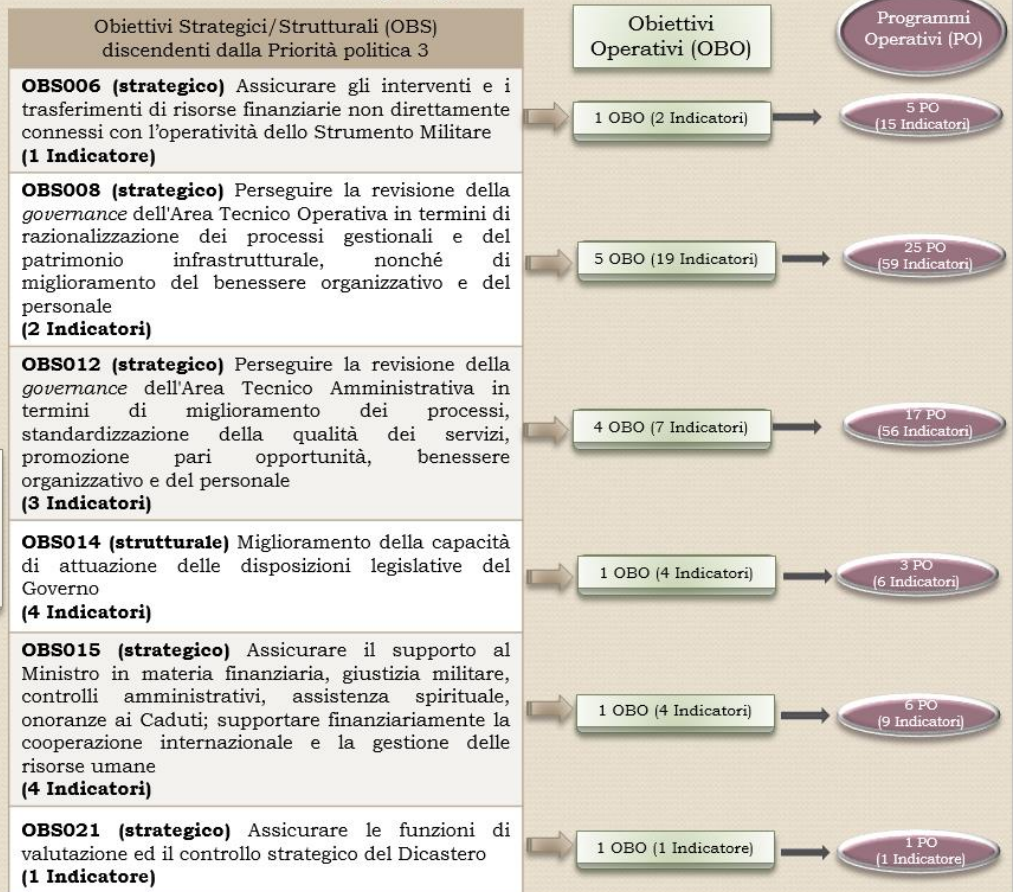 Obiettivi Strategici/Strutturali (OBS)
discendenti dalla Priorità politica 3
Obiettivi
Operativi (OBO)
Programmi
Operativi (PO)
OBS006 (strategico) Assicurare gli interventi e i
trasferimenti di risorse finanziarie non direttamente
connessi con l'operatività dello Strumento Militare
(1 Indicatore)
1 OBO (2 Indicatori)
5 PO
(15 Indicatori)
OBS008 (strategico) Perseguire la revisione della
governance dell'Area Tecnico Operativa in termini di
razionalizzazione dei processi gestionali e del
patrimonio infrastrutturale, nonché di
miglioramento del benessere organizzativo e del
personale
(2 Indicatori)
5 OBO (19 Indicatori)
25 PO
(59 Indicatori)
OBS012 (strategico) Perseguire la revisione della
governance dell'Area Tecnico Amministrativa in
termini di miglioramento dei processi,
standardizzazione della qualità dei servizi,
promozione pari opportunità, benessere
organizzativo e del personale
(3 Indicatori)
4 OBO (7 Indicatori)
17 PO
(56 Indicatori)
OBS014 (strutturale) Miglioramento della capacità
di attuazione delle disposizioni legislative del
Governo
(4 Indicatori)
1 OBO (4 Indicatori)
3 PO
(6 Indicatori)
OBS015 (strategico) Assicurare il supporto al
Ministro in materia finanziaria, giustizia militare,
controlli amministrativi, assistenza spirituale,
onoranze ai Caduti; supportare finanziariamente la
cooperazione internazionale e la gestione delle
risorse umane
(4 Indicatori)
1 OBO (4 Indicatori)
6 PO
(9 Indicatori)
OBS021 (strategico) Assicurare le funzioni di
valutazione ed il controllo strategico del Dicastero
(1 Indicatore)
1 OBO (1 Indicatore)
1 PO
(1 Indicatore)